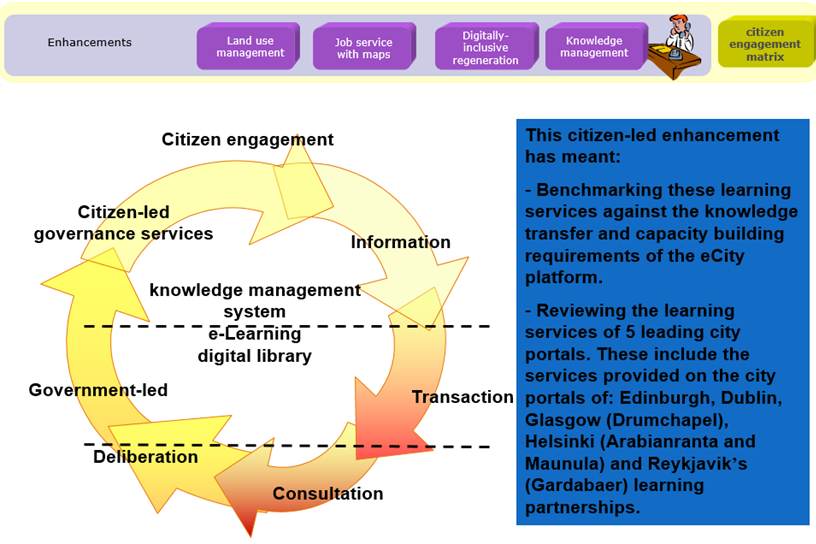 Enhancements
Land use
management
Job service
with maps
Digitally-
inclusive
regeneration
Knowledge
management
citizen
engagement
matrix
Citizen engagement
Citizen-led
governance services
Information
knowledge management
system
e-Learning
digital library
Government-led
Transaction
Deliberation
Consultation
This citizen-led enhancement
has meant:
- Benchmarking these learning
services against the knowledge
transfer and capacity building
requirements of the eCity
platform.
- Reviewing the learning
services of 5 leading city
portals. These include the
services provided on the city
portals of: Edinburgh, Dublin,
Glasgow (Drumchapel),
Helsinki (Arabianranta and
Maunula) and Reykjavik’s
(Gardabaer) learning
partnerships.